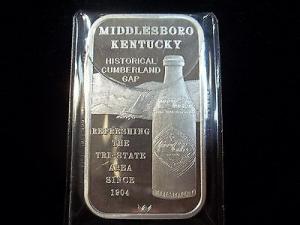 MIDDLESBORO
KENTUCKY
HISTORICAL
CUMBERLAND
GAP
REFRESHING THE
TRI-STATE
AREA
SINCE
1904